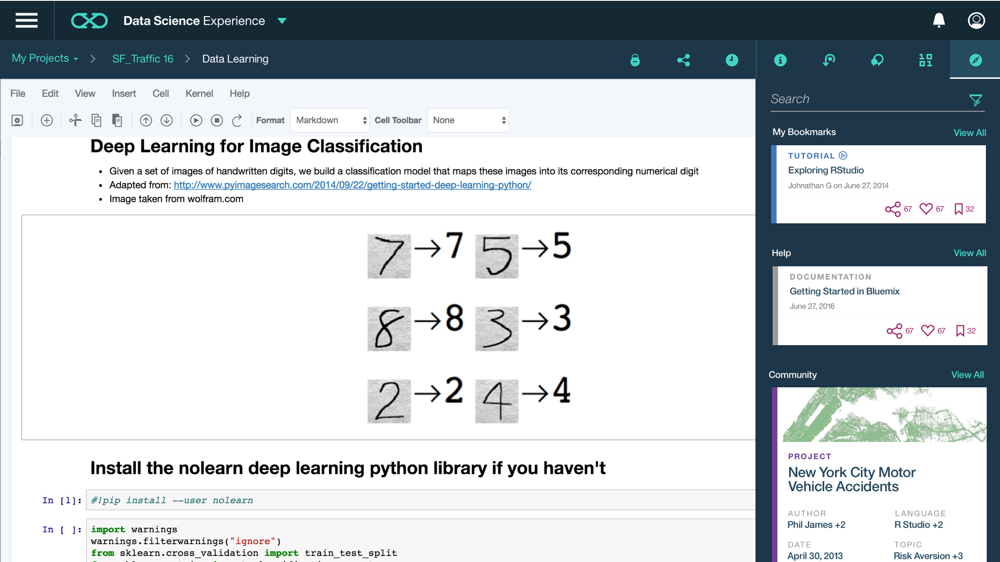 Data Science Experience
My Projects > SF_Traffic 16 > Data Learning
File Edit View Insert Cell Kernel Help
Format Markdown Cell Toolbar None
Deep Learning for Image Classification
• Given a set of images of handwritten digits, we build a classification model that maps these images into its corresponding numerical digit
• Adapted from: http://www.pyimagesearch.com/2014/09/22/getting-started-deep-learning-python/
• Image taken from wolfram.com
7 → 7 5 → 5
8 → 8 3 → 3
2 → 2 4 → 4
Install the nolearn deep learning python library if you haven't
In [1]: #!pip install --user nolearn
In [ ]: import warnings
warnings.filterwarnings("ignore")
from sklearn.cross_validation import train_test_split
Search
My Bookmarks View All
TUTORIAL
Exploring RStudio
Johnathan G on June 27, 2014
67 67 32
Help View All
DOCUMENTATION
Getting Started in Bluemix
June 27, 2016
67 67 32
Community View All
PROJECT
New York City Motor
Vehicle Accidents
AUTHOR LANGUAGE
Phil James +2 R Studio +2
DATE TOPIC
April 30, 2013 Risk Aversion +3